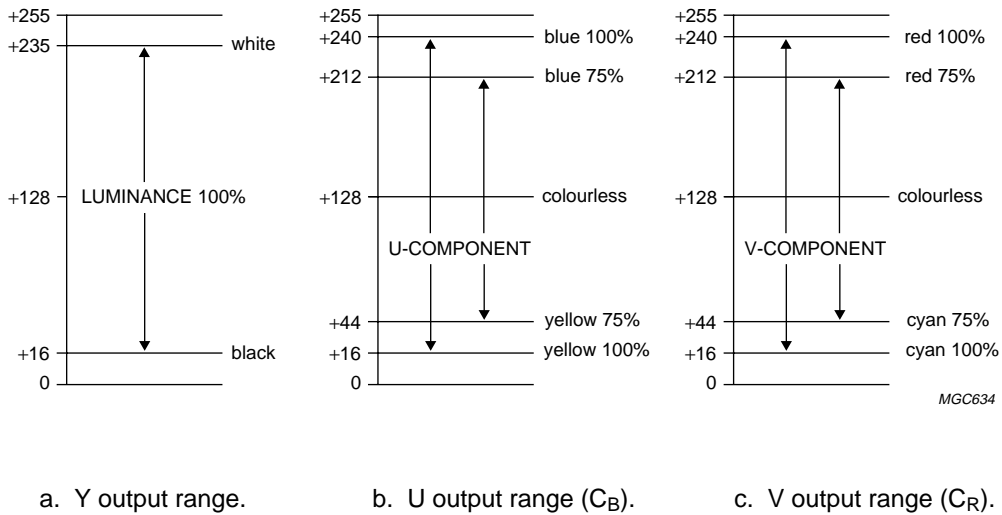 +255
+235
white
+128
LUMINANCE 100%
+16
black
0
+255
+240
blue 100%
+212
blue 75%
+128
colourless
U-COMPONENT
+44
yellow 75%
+16
yellow 100%
0
+255
+240
red 100%
+212
red 75%
+128
colourless
V-COMPONENT
+44
cyan 75%
+16
cyan 100%
0
MGC634
a. Y output range.
b. U output range (CB).
c. V output range (CR).